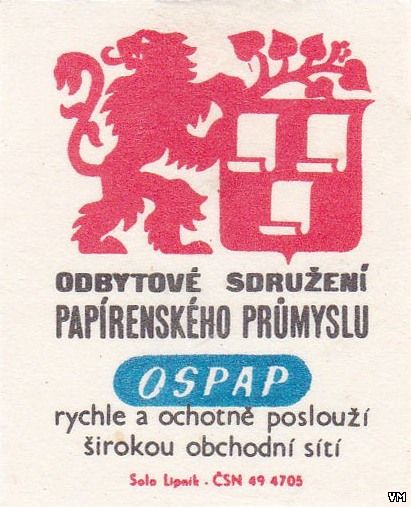 ODBYTOVÉ SDRUŽENÍ
PAPÍRENSKÉHO PRŮMYSLU
OSPAP
rychle a ochotně poslouží
širokou obchodní sítí
Solo Lipník - ČSN 49 4705
VM